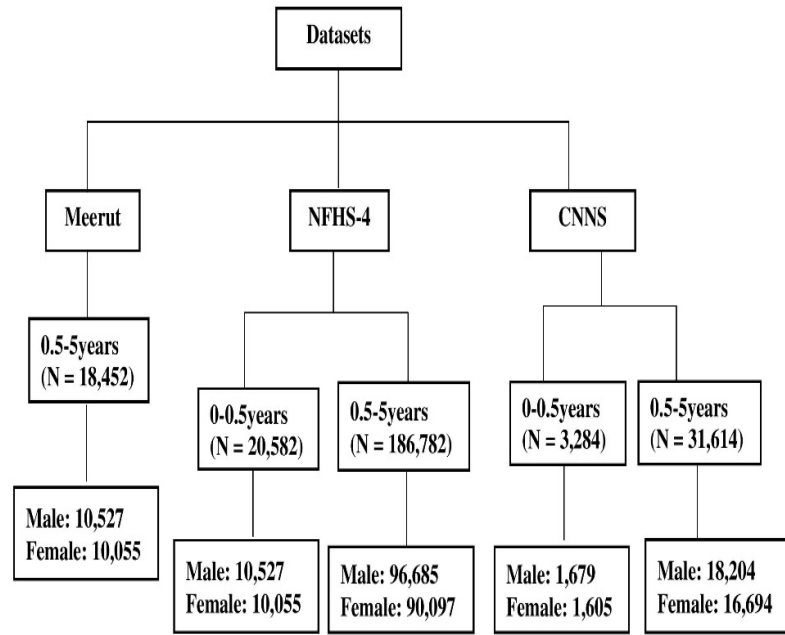 Datasets
Meerut
NFHS-4
CNNS
0.5-5years
(N = 18,452)
0-0.5years
(N = 20,582)
0.5-5years
(N = 186,782)
0-0.5years
(N = 3,284)
0.5-5years
(N = 31,614)
Male: 10,527
Female: 10,055
Male: 10,527
Female: 10,055
Male: 96,685
Female: 90,097
Male: 1,679
Female: 1,605
Male: 18,204
Female: 16,694